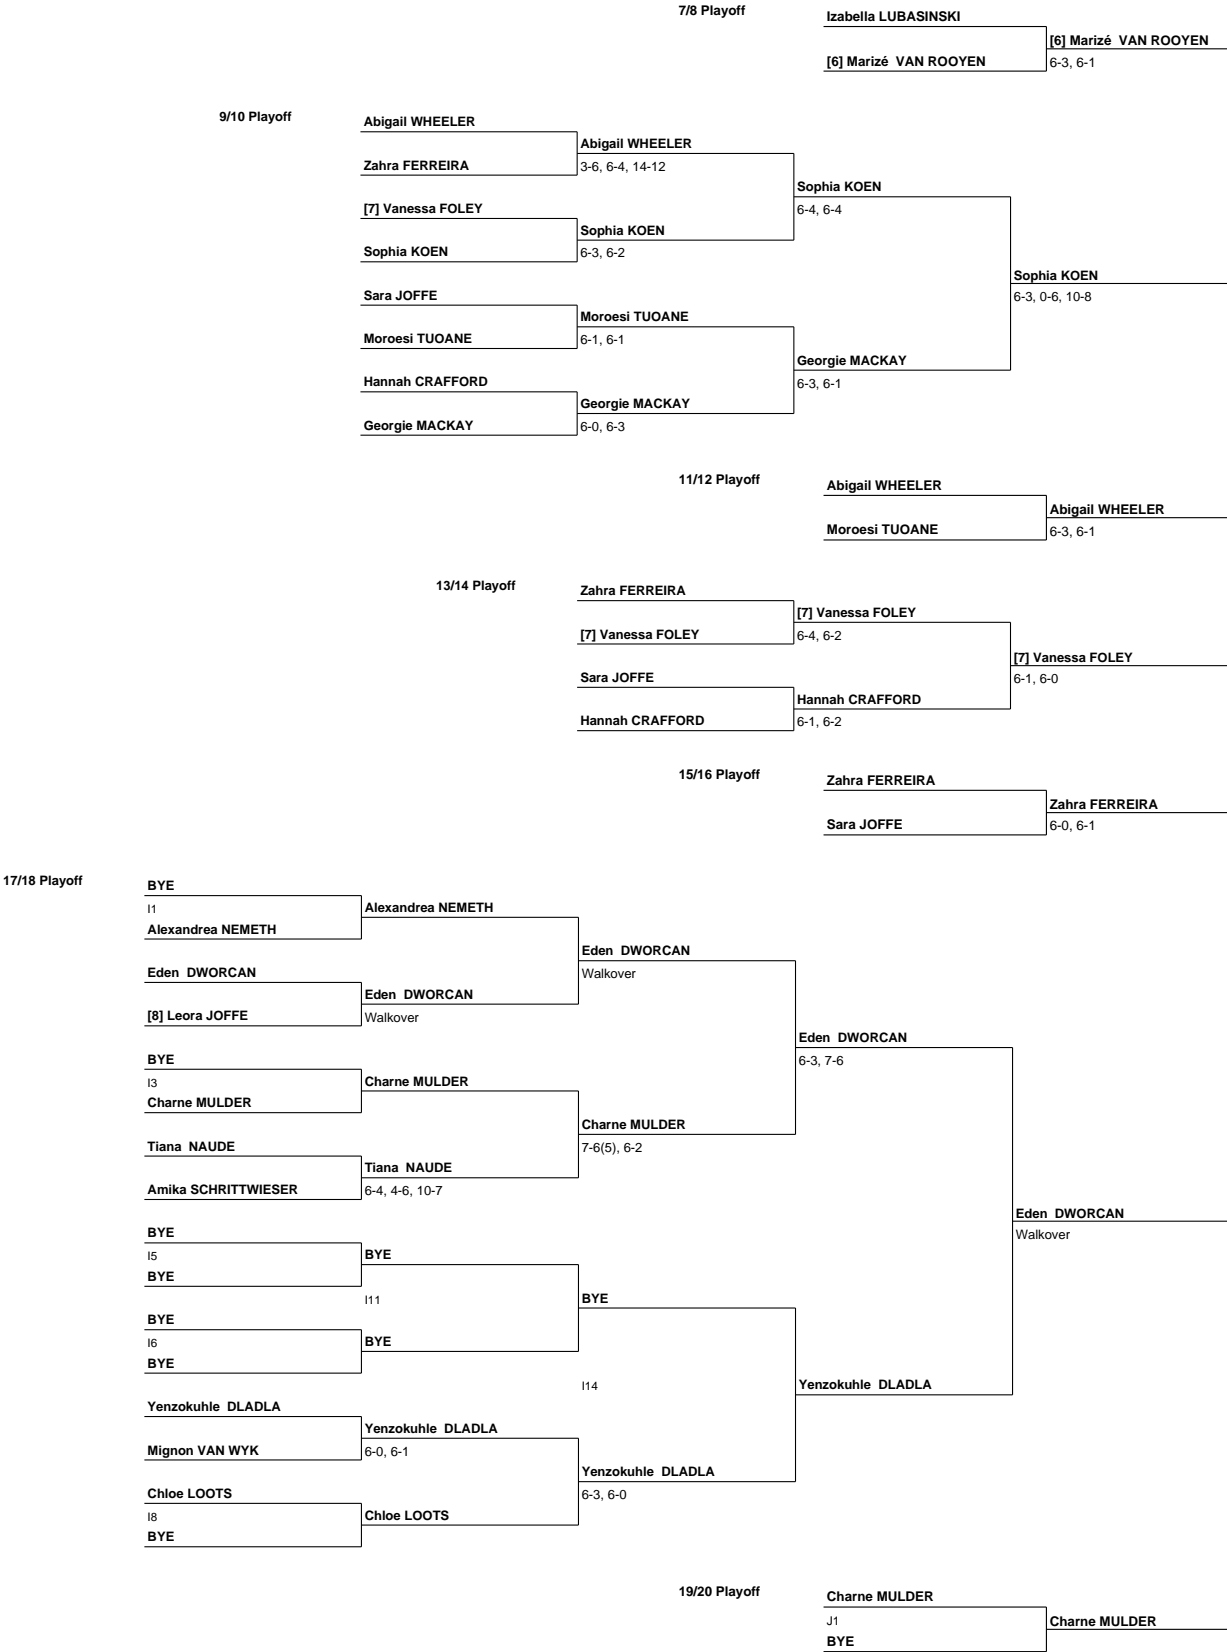 7/8 Playoff
Izabella LUBASINSKI
[6] Marizé VAN ROOYEN
[6] Marizé VAN ROOYEN
6-3, 6-1
9/10 Playoff
Abigail WHEELER
Abigail WHEELER
Zahra FERREIRA
3-6, 6-4, 14-12
Sophia KOEN
[7] Vanessa FOLEY
6-4, 6-4
Sophia KOEN
Sophia KOEN
6-3, 6-2
Sophia KOEN
Sara JOFFE
6-3, 0-6, 10-8
Moroesi TUOANE
Moroesi TUOANE
6-1, 6-1
Georgie MACKAY
Hannah CRAFFORD
6-3, 6-1
Georgie MACKAY
Georgie MACKAY
6-0, 6-3
11/12 Playoff
Abigail WHEELER
Abigail WHEELER
Moroesi TUOANE
6-3, 6-1
13/14 Playoff
Zahra FERREIRA
[7] Vanessa FOLEY
[7] Vanessa FOLEY
6-4, 6-2
[7] Vanessa FOLEY
Sara JOFFE
6-1, 6-0
Hannah CRAFFORD
Hannah CRAFFORD
6-1, 6-2
15/16 Playoff
Zahra FERREIRA
Zahra FERREIRA
Sara JOFFE
6-0, 6-1
17/18 Playoff
BYE
I1
Alexandrea NEMETH
Alexandrea NEMETH
Eden DWORCAN
Eden DWORCAN
Walkover
Eden DWORCAN
[8] Leora JOFFE
Walkover
Eden DWORCAN
BYE
6-3, 7-6
I3
Charne MULDER
Charne MULDER
Charne MULDER
Tiana NAUDE
7-6(5), 6-2
Tiana NAUDE
Amika SCHRITTWIESER
6-4, 4-6, 10-7
Eden DWORCAN
BYE
Walkover
I5
BYE
BYE
I11
BYE
BYE
I6
BYE
BYE
I14
Yenzokuhle DLADLA
Yenzokuhle DLADLA
Yenzokuhle DLADLA
Mignon VAN WYK
6-0, 6-1
Yenzokuhle DLADLA
Chloe LOOTS
6-3, 6-0
I8
Chloe LOOTS
BYE
19/20 Playoff
Charne MULDER
J1
Charne MULDER
BYE